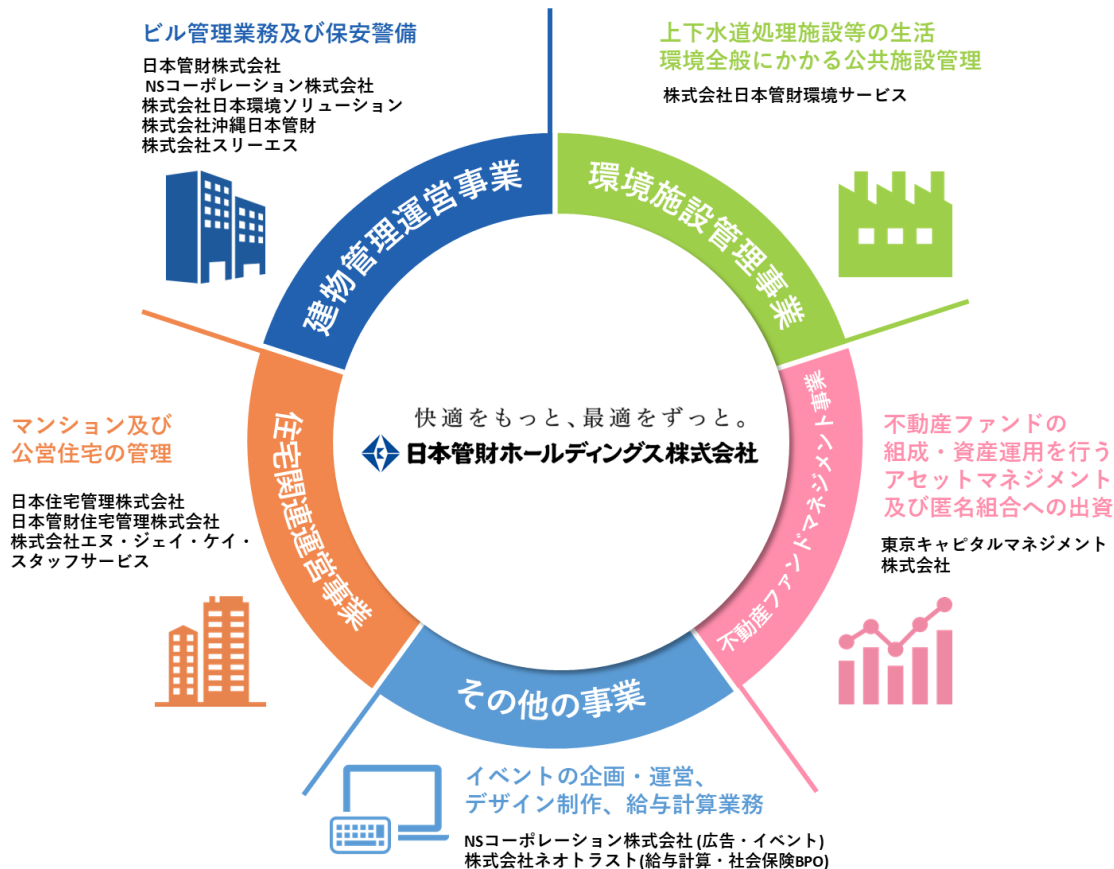 ビル管理業務及び保安警備
日本管財株式会社
NSコーポレーション株式会社
株式会社日本環境ソリューション
株式会社沖縄日本管財
株式会社スリーエス
建物管理運営事業
上下水道処理施設等の生活
環境全般にかかる公共施設管理
株式会社日本管財環境サービス
環境施設管理事業
快適をもっと、最適をずっと。
日本管財ホールディングス株式会社
マンション及び
公営住宅の管理
日本住宅管理株式会社
日本管財住宅管理株式会社
株式会社エヌ・ジェイ・ケイ・
スタッフサービス
住宅関連運営事業
不動産ファンドマネジメント事業
不動産ファンドの
組成・資産運用を行う
アセットマネジメント
及び匿名組合への出資
東京キャピタルマネジメント
株式会社
その他の事業
イベントの企画・運営、
デザイン制作、給与計算業務
NSコーポレーション株式会社 (広告・イベント)
株式会社ネオトラスト(給与計算・社会保険BPO)